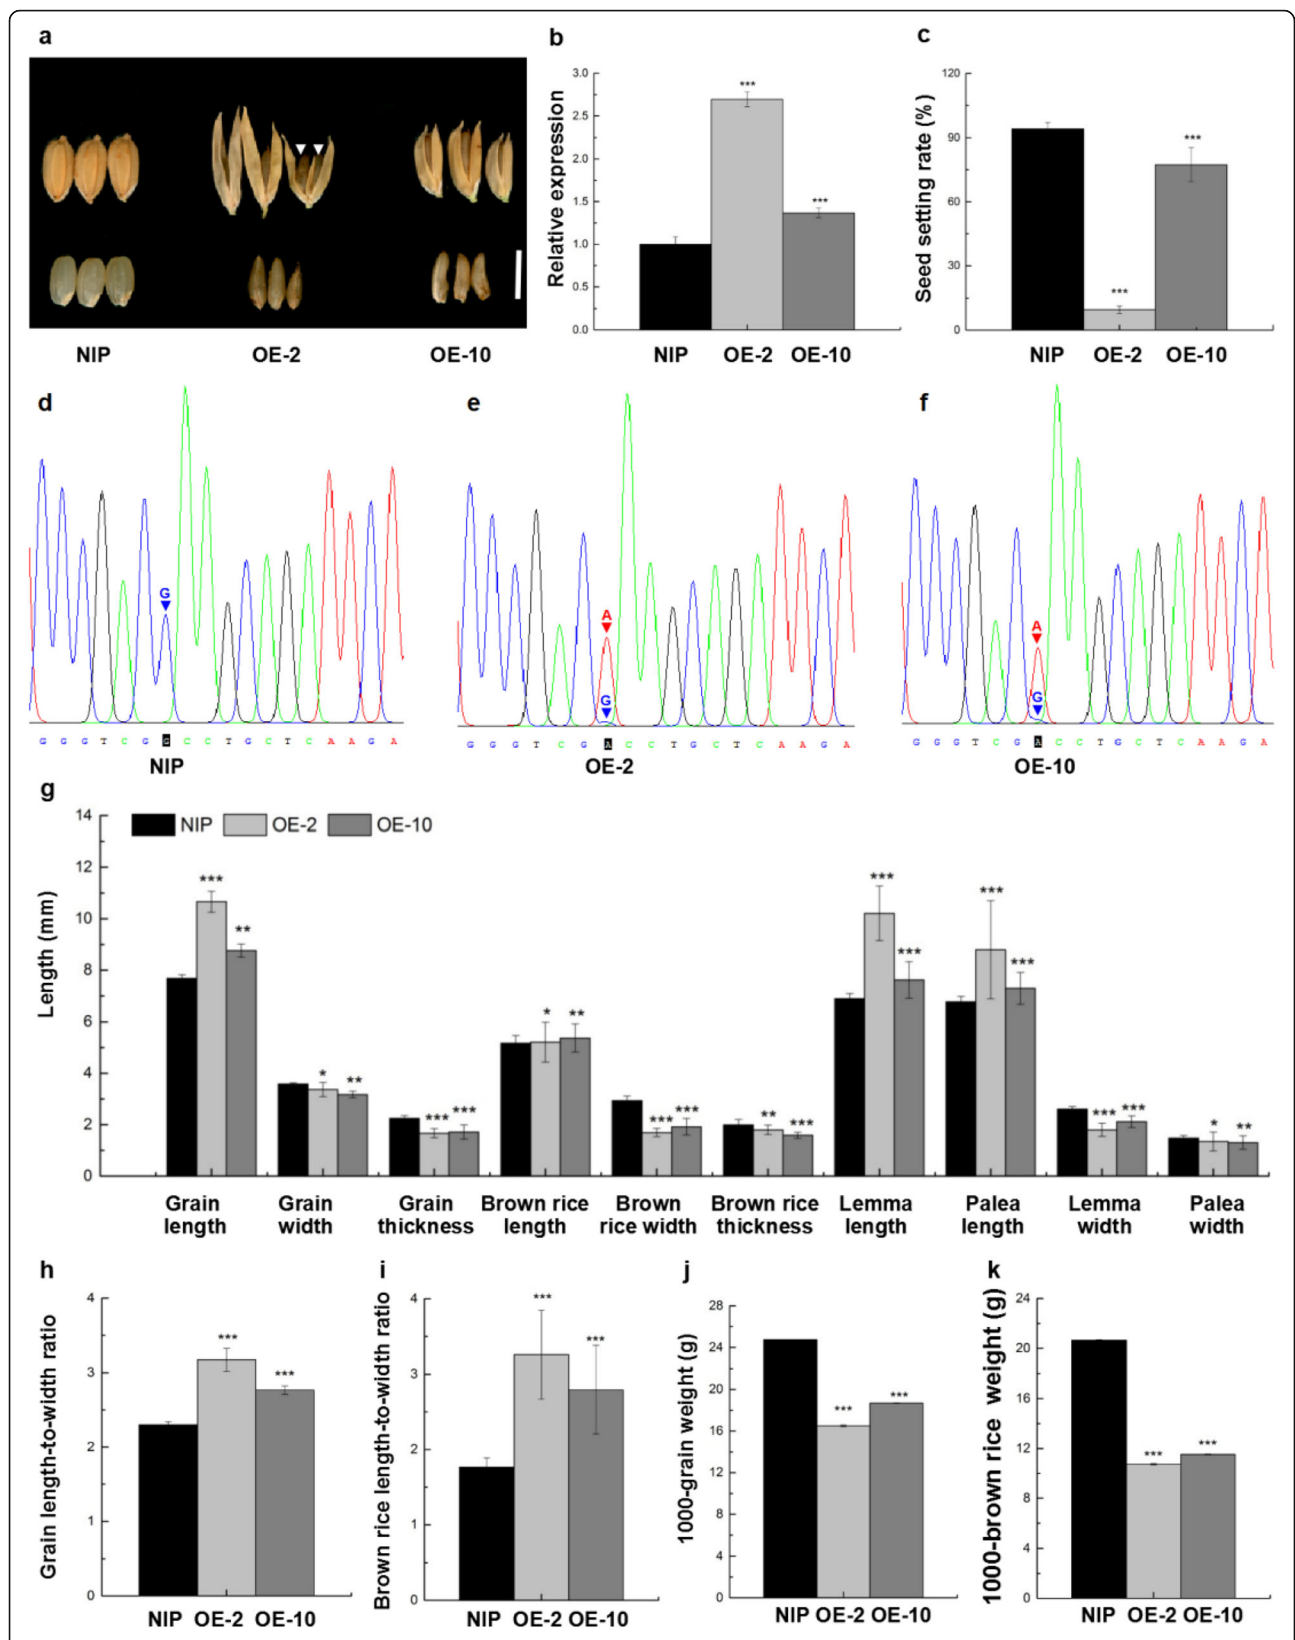 a
NIP
OE-2
OE-10
b
Relative expression
3.0
2.5
2.0
1.5
1.0
0.5
0.0
***
***
NIP
OE-2
OE-10
c
Seed setting rate (%)
120
90
60
30
0
***
***
NIP
OE-2
OE-10
d
G
G G G T C G G C C T G C T C A A G A
NIP
e
A
G
G G G T C G A C C T G C T C A A G A
OE-2
f
A
G
G G G T C G A C C T G C T C A A G A
OE-10
g
Length (mm)
14
12
10
8
6
4
2
0
NIP OE-2 OE-10
*** **
* **
*** ***
* **
*** ***
** ***
*** ***
*** ***
*** ***
* **
Grain length
Grain width
Grain thickness
Brown rice length
Brown rice width
Brown rice thickness
Lemma length
Palea length
Lemma width
Palea width
h
Grain length-to-width ratio
4
3
2
1
0
***
***
NIP OE-2 OE-10
i
Brown rice length-to-width ratio
4
3
2
1
0
***
***
NIP OE-2 OE-10
j
1000-grain weight (g)
28
24
20
16
12
8
4
0
***
***
NIP OE-2 OE-10
k
1000-brown rice weight (g)
24
20
16
12
8
4
0
***
***
NIP OE-2 OE-10